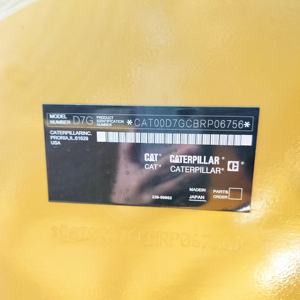 MODEL NUMBER D7G PRODUCT IDENTIFICATION NUMBER *CAT00D7GCBRP06756*
CATERPILLAR INC.
PEORIA,IL.61629
USA
CAT® CATERPILLAR®
CAT® CATERPILLAR®
MADE IN JAPAN
PARTS ORDER